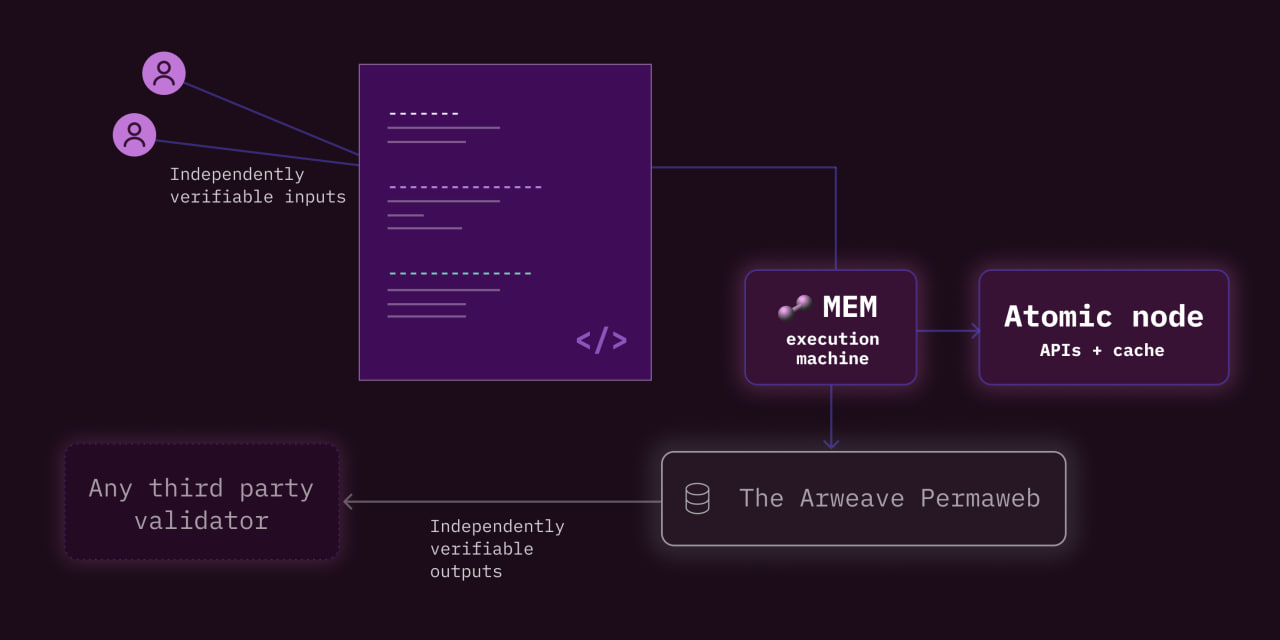 Independently
verifiable inputs
</>
MEM
execution
machine
Atomic node
APIs + cache
Any third party
validator
Independently
verifiable
outputs
The Arweave Permaweb